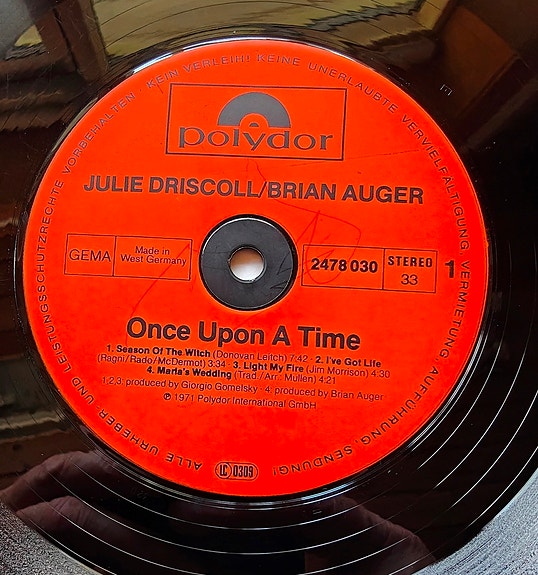 ALLE URHEBER- UND LEISTUNGSSCHUTZRECHTE VORBEHALTEN · KEIN VERLEIH! KEINE UNERLAUBTE VERVIELFÄLTIGUNG, VERMIETUNG, AUFFÜHRUNG, SENDUNG!
polydor
JULIE DRISCOLL/BRIAN AUGER
GEMA
Made in
West Germany
2478 030
STEREO
33
1
Once Upon A Time
1. Season Of The Witch (Donovan Leitch) 7:42 · 2. I've Got Life
(Ragni/Rado/McDermot) 3:34 · 3. Light My Fire (Jim Morrison) 4:30
4. Maria's Wedding (Trad./Arr.: Mullen) 4:21
1,2,3: produced by Giorgio Gomelsky · 4: produced by Brian Auger
℗ 1971 Polydor International GmbH
LC 0309